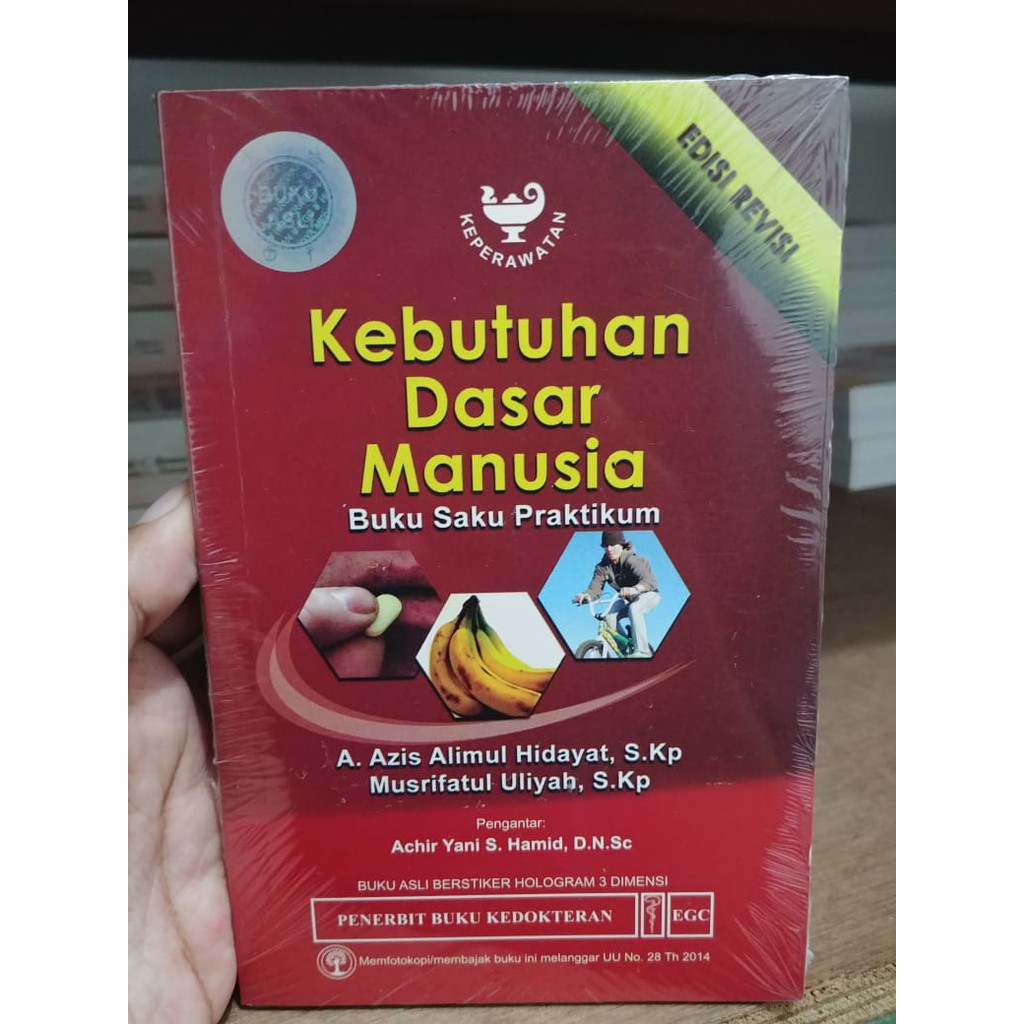 BUKU
ASLI
KEPERAWATAN
EDISI REVISI
Kebutuhan
Dasar
Manusia
Buku Saku Praktikum
A. Azis Alimul Hidayat, S.Kp
Musrifatul Uliyah, S.Kp
Pengantar:
Achir Yani S. Hamid, D.N.Sc
BUKU ASLI BERSTIKER HOLOGRAM 3 DIMENSI
PENERBIT BUKU KEDOKTERAN EGC
Memfotokopi/membajak buku ini melanggar UU No. 28 Th 2014